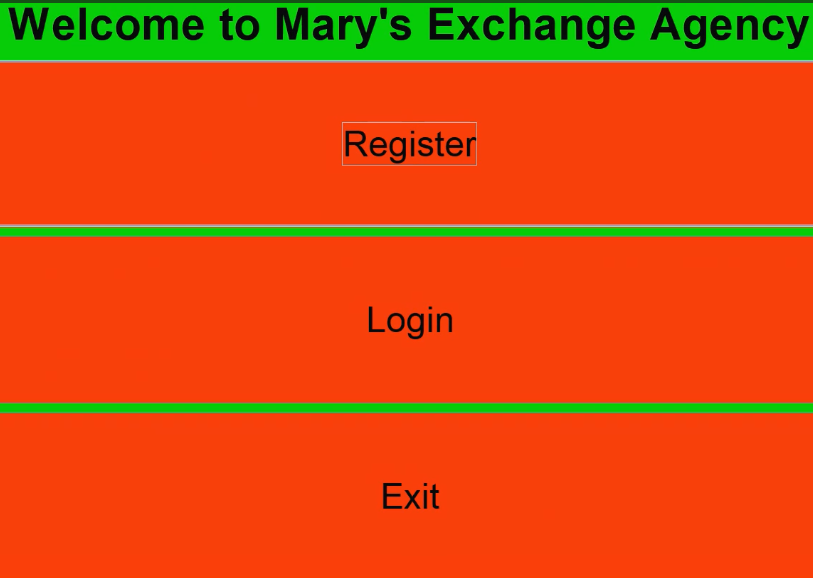 Welcome to Mary's Exchange Agency
Register
Login
Exit